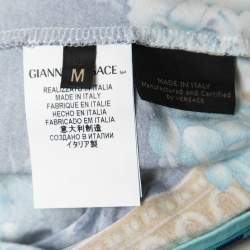 M
GIANNI VERSACE
MADE IN ITALY
REALIZZATO IN ITALIA
FABRIQUE EN ITALIE
HECHO EN ITALIA
FABRICADO EM ITALIA
意大利制造
СОЗДАНО В ИТАЛИИ
イタリア製
MADE IN ITALY
Manufactured and Certified
by VERSACE